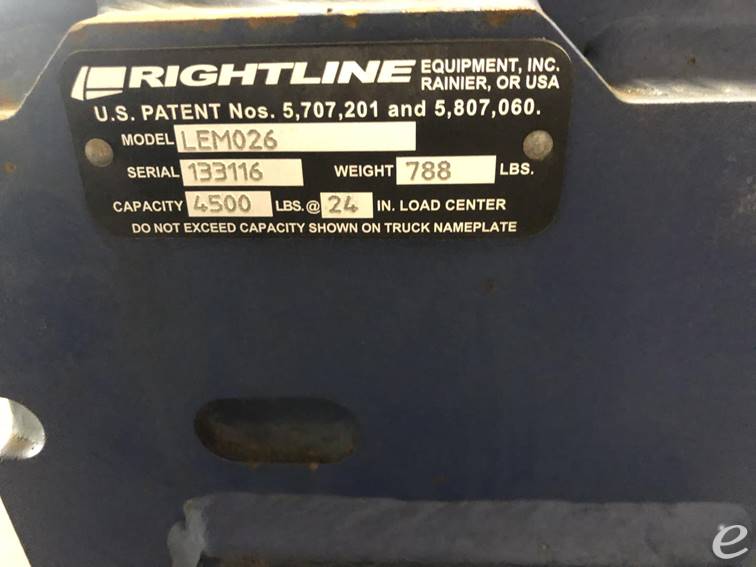 RIGHTLINE EQUIPMENT, INC.
RAINIER, OR USA
U.S. PATENT Nos. 5,707,201 and 5,807,060.
MODEL LEM026
SERIAL 133116 WEIGHT 788 LBS.
CAPACITY 4500 LBS.@ 24 IN. LOAD CENTER
DO NOT EXCEED CAPACITY SHOWN ON TRUCK NAMEPLATE
e